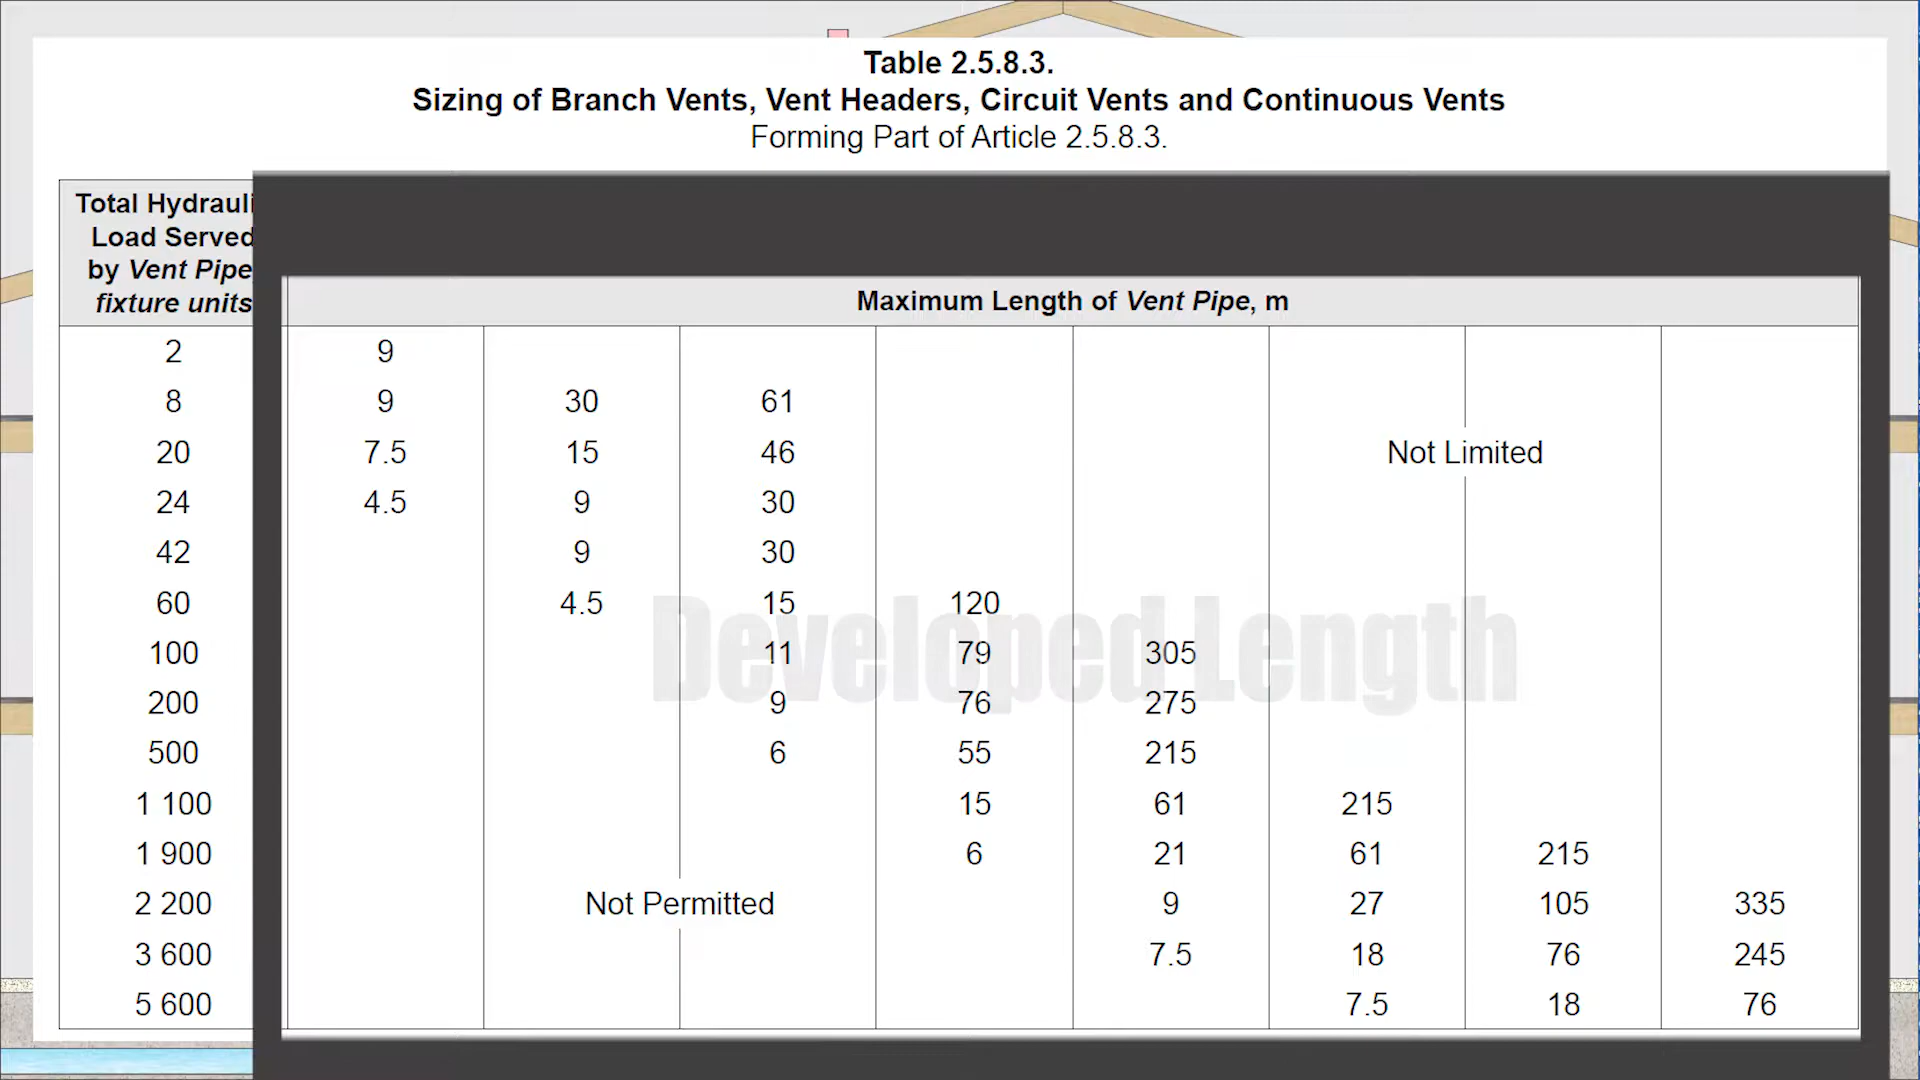 Table 2.5.8.3.
Sizing of Branch Vents, Vent Headers, Circuit Vents and Continuous Vents
Forming Part of Article 2.5.8.3.
Total Hydrauli
Load Served
by Vent Pipe
fixture units
Maximum Length of Vent Pipe, m
2 9
8 9 30 61
20 7.5 15 46 Not Limited
24 4.5 9 30
42 9 30
60 4.5 15 120
Developed Length
100 11 79 305
200 9 76 275
500 6 55 215
1 100 15 61 215
1 900 6 21 61 215
2 200 Not Permitted 9 27 105 335
3 600 7.5 18 76 245
5 600 7.5 18 76